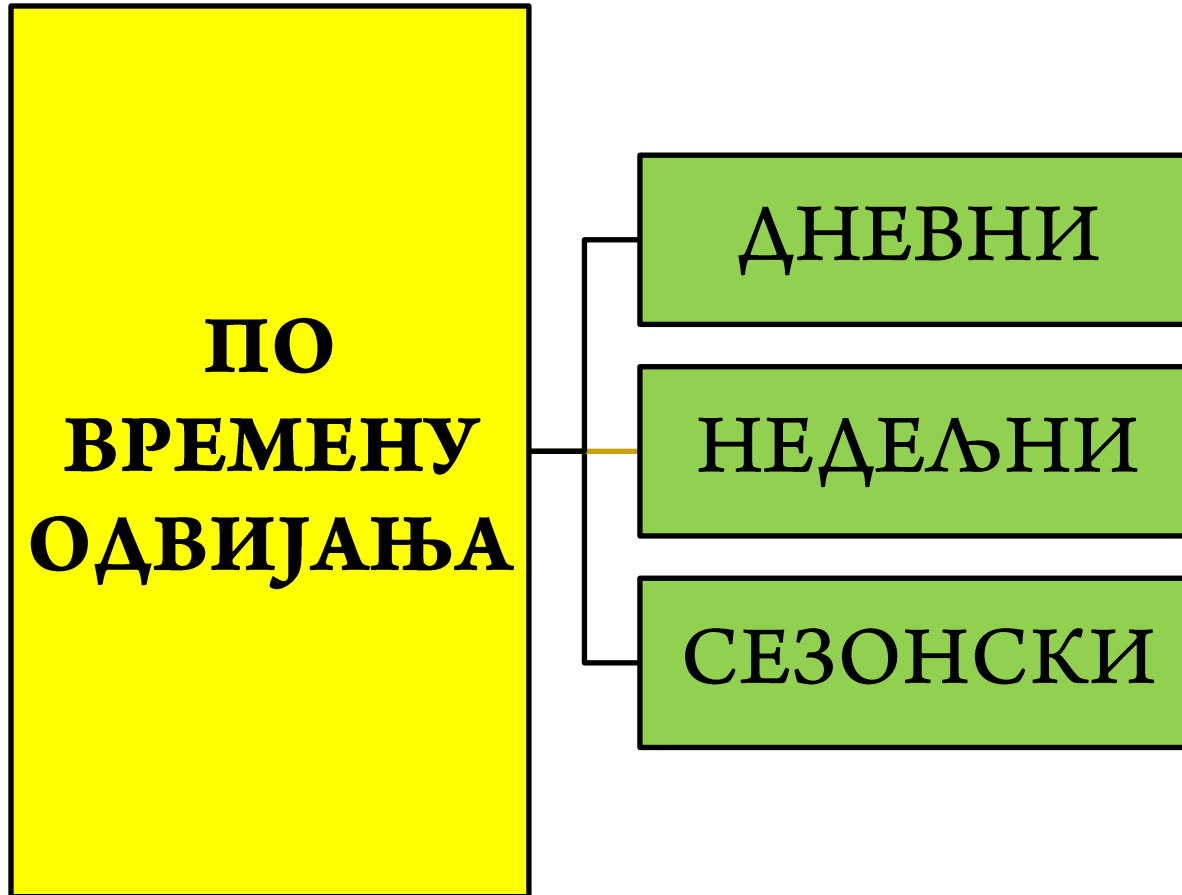 ПО
ВРЕМЕНУ
ОДВИЈАЊА
ДНЕВНИ
НЕДЕЉНИ
СЕЗОНСКИ